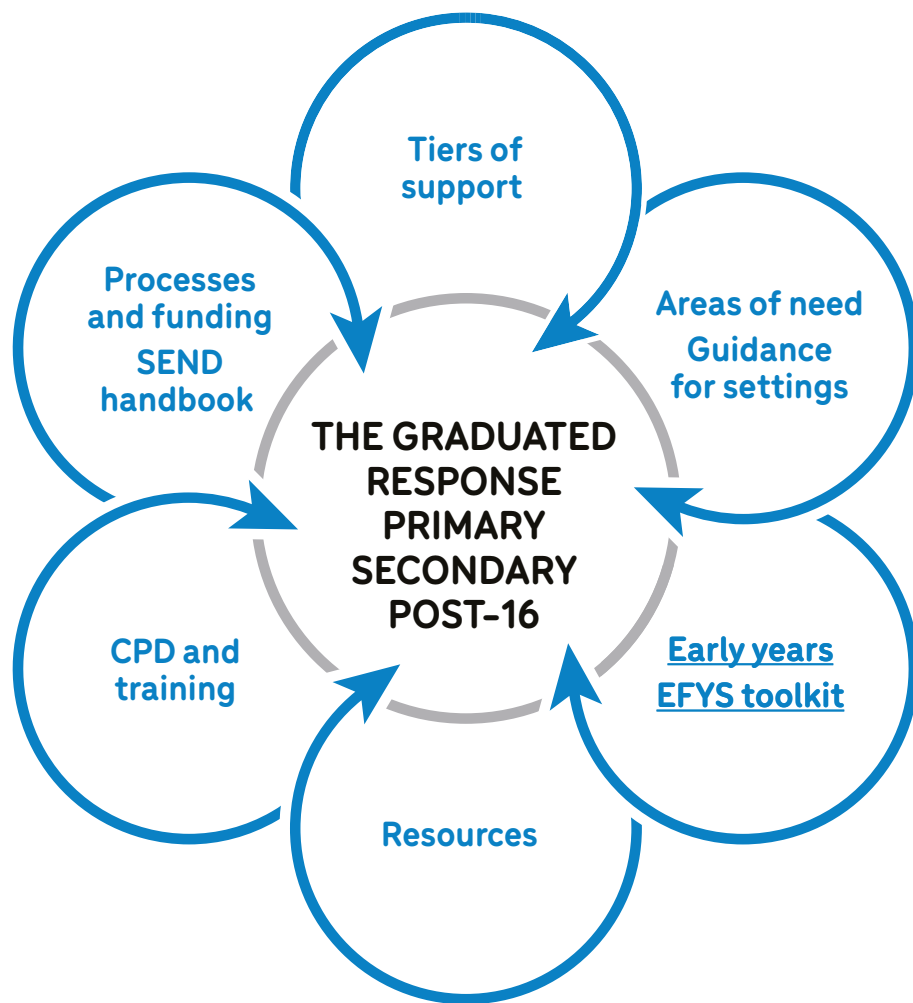 Tiers of
support
Areas of need
Guidance
for settings
Early years
EFYS toolkit
Resources
CPD and
training
Processes
and funding
SEND
handbook
THE GRADUATED
RESPONSE
PRIMARY
SECONDARY
POST-16